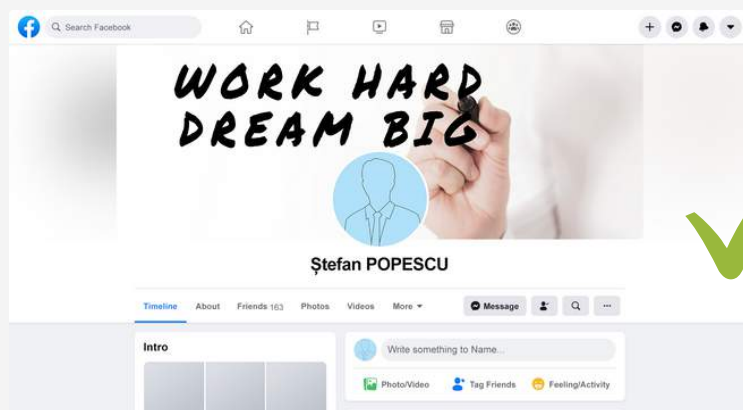 Search Facebook
WORK HARD
DREAM BIG
Ștefan POPESCU
Timeline About Friends 163 Photos Videos More Message
Intro
Write something to Name...
Photo/Video Tag Friends Feeling/Activity